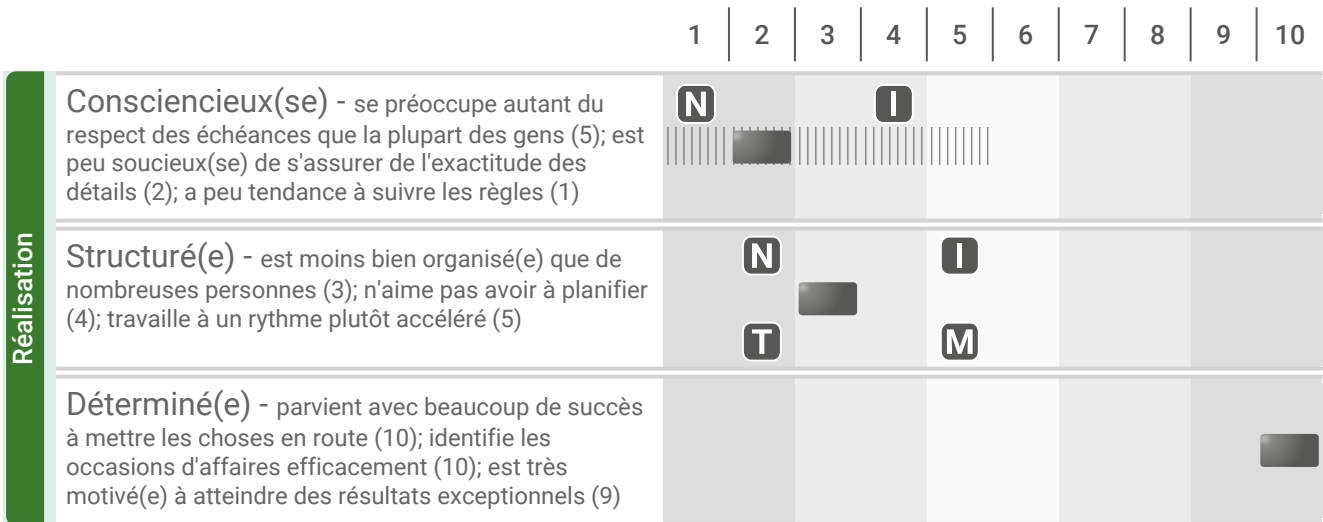 1 2 3 4 5 6 7 8 9 10
Réalisation
Consciencieux(se) - se préoccupe autant du
respect des échéances que la plupart des gens (5); est
peu soucieux(se) de s'assurer de l'exactitude des
détails (2); a peu tendance à suivre les règles (1)
N I
Structuré(e) - est moins bien organisé(e) que de
nombreuses personnes (3); n'aime pas avoir à planifier
(4); travaille à un rythme plutôt accéléré (5)
N I
T M
Déterminé(e) - parvient avec beaucoup de succès
à mettre les choses en route (10); identifie les
occasions d'affaires efficacement (10); est très
motivé(e) à atteindre des résultats exceptionnels (9)